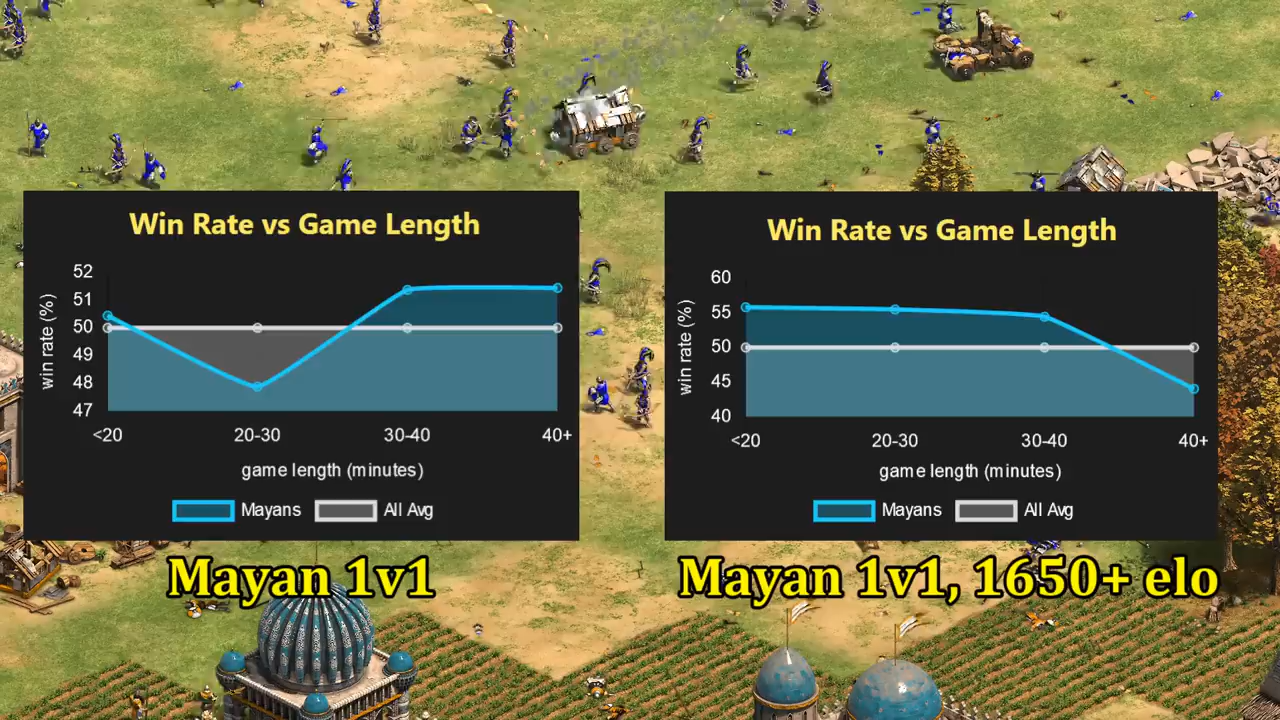 Win Rate vs Game Length
52
51
50
49
48
47
win rate (%)
<20 20-30 30-40 40+
game length (minutes)
Mayans All Avg
Mayan 1v1
Win Rate vs Game Length
60
55
50
45
40
win rate (%)
<20 20-30 30-40 40+
game length (minutes)
Mayans All Avg
Mayan 1v1, 1650+ elo